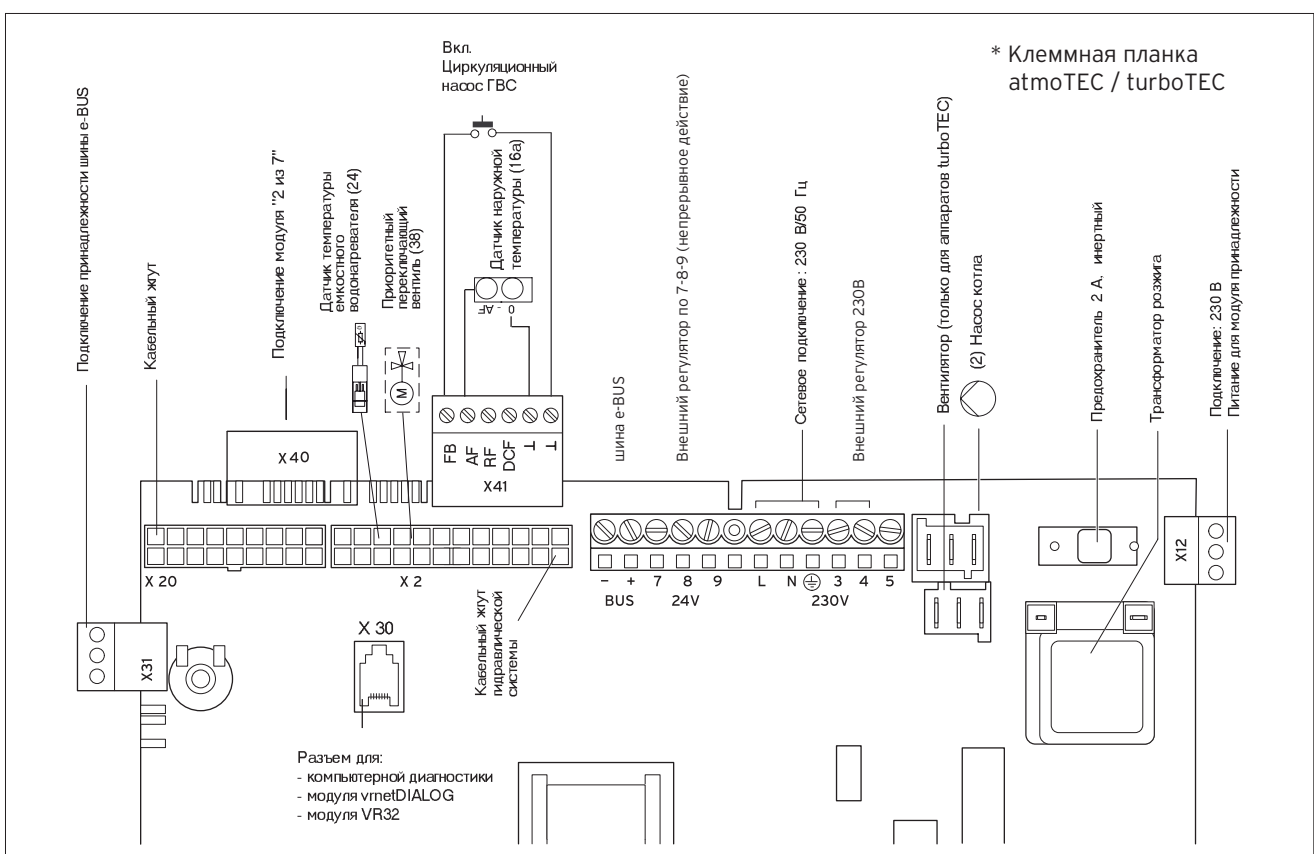 * Клеммная планка
atmoTEC / turboTEC
Вкл.
Циркуляционный
насос ГВС
Подключение принадлежности шины e-BUS
Кабельный жгут
Подключение модуля "2 из 7"
Датчик температуры
емкостного
водонагревателя (24)
Приоритетный
переключающий
вентиль (38)
Датчик наружной
температуры (16a)
шина e-BUS
Внешний регулятор по 7-8-9 (непрерывное действие)
Сетевое подключение : 230 В/50 Гц
Внешний регулятор 230В
Вентилятор (только для аппаратов turboTEC)
(2) Насос котла
Предохранитель 2 А, инертный
Трансформатор розжига
Подключение: 230 В
Питание для модуля принадлежности
0 - AF
M
FB
AF
RF
DCF
X41
X40
X 20
X 2
- + 7 8 9 L N 3 4 5
BUS 24V 230V
X12
X31
X 30
Кабельный жгут
гидравлической
системы
Разъем для:
- компьютерной диагностики
- модуля vrnetDIALOG
- модуля VR32